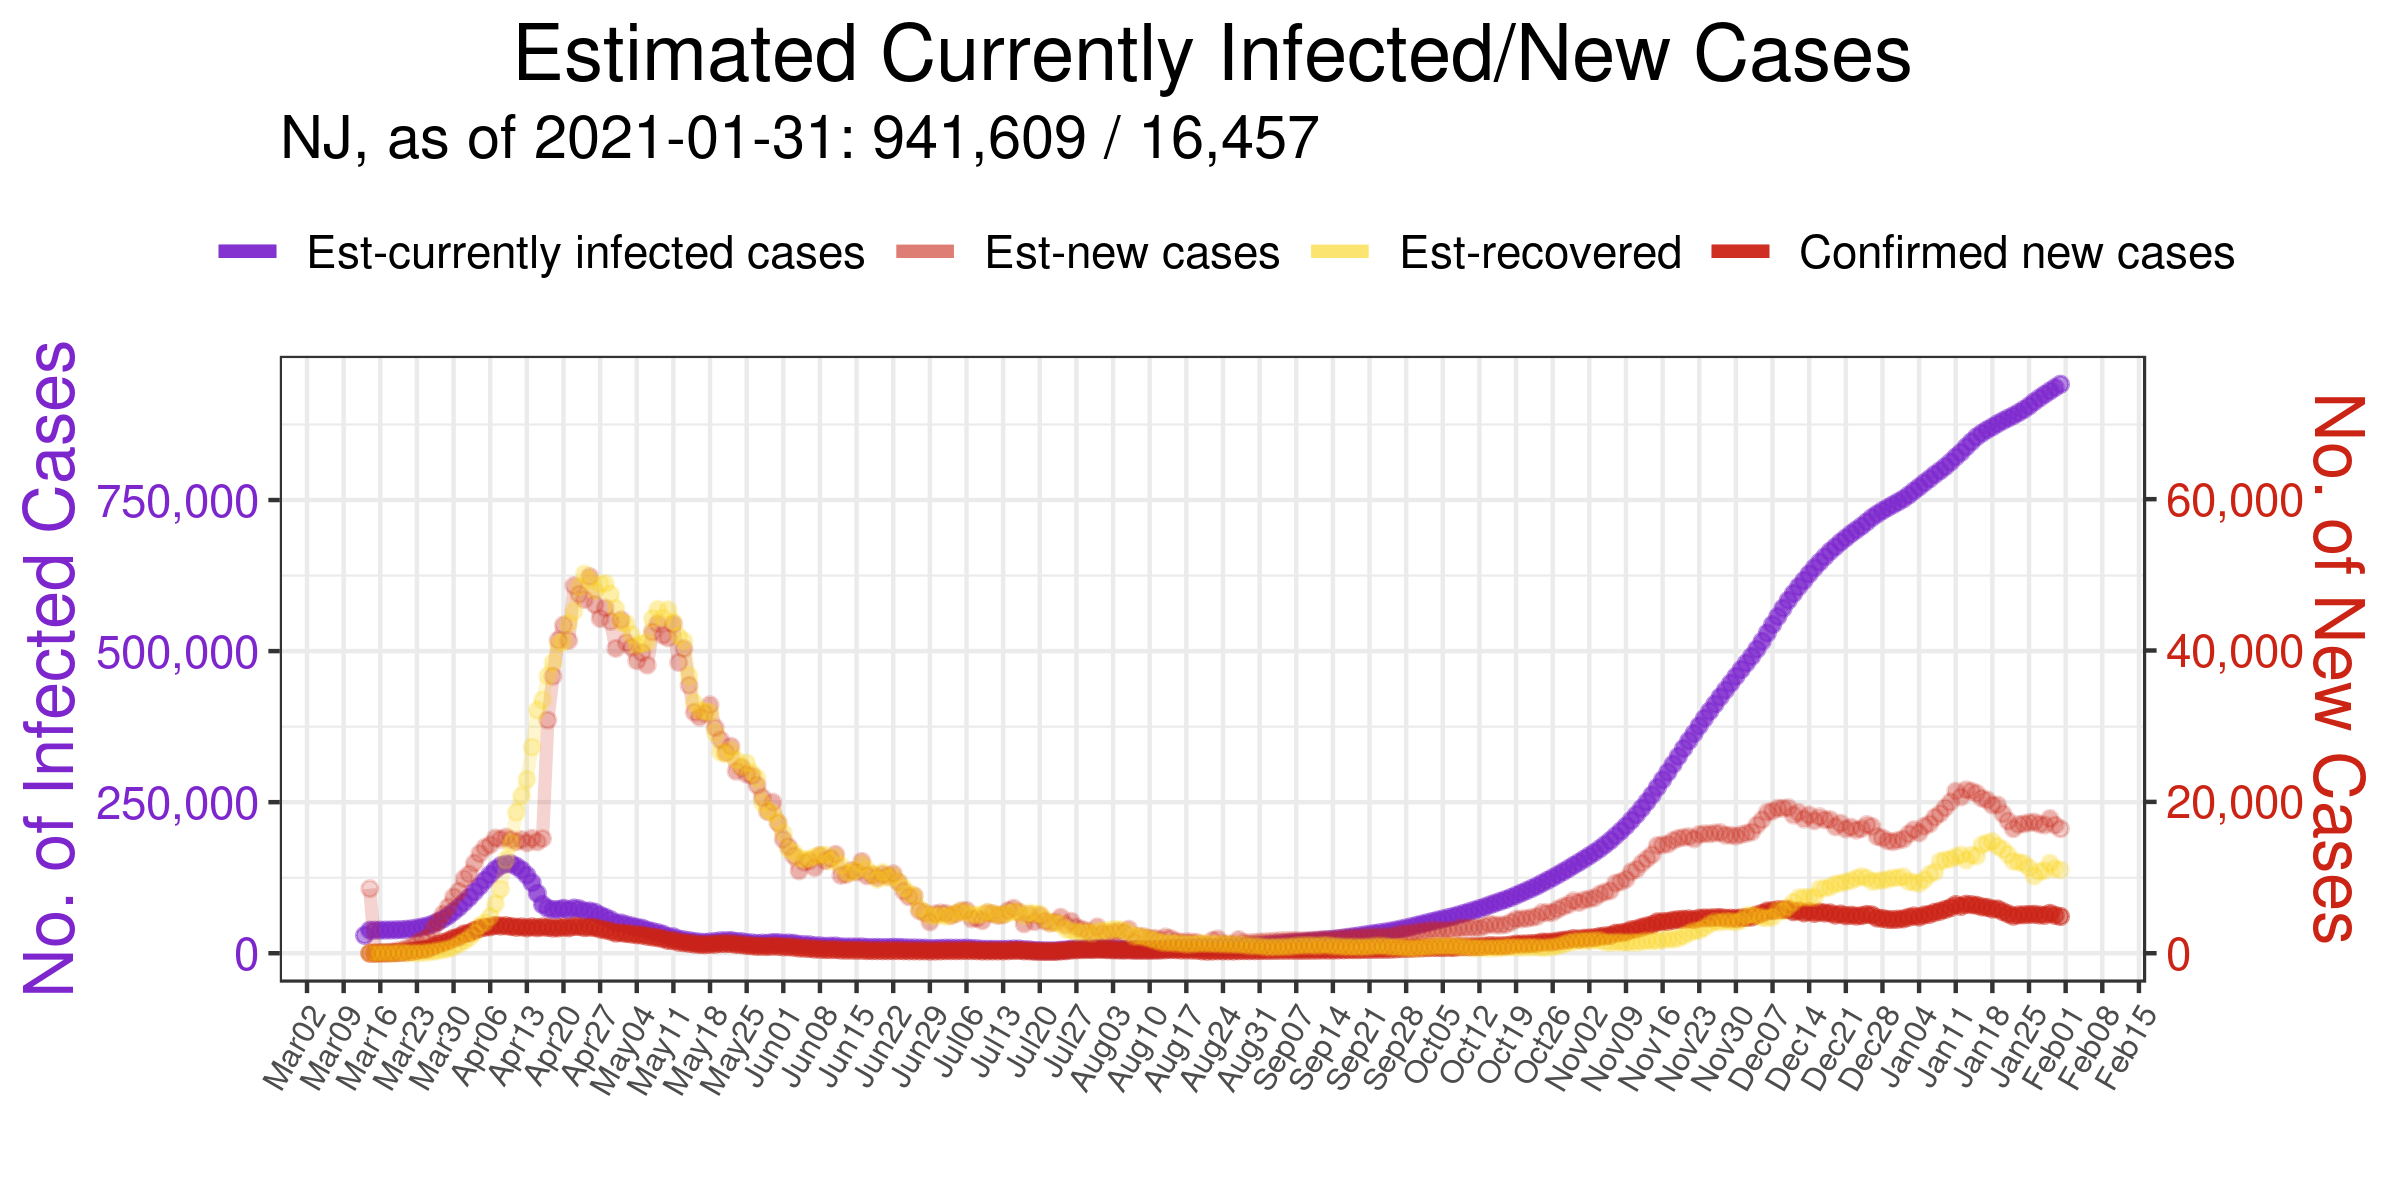 Estimated Currently Infected/New Cases
NJ, as of 2021-01-31: 941,609 / 16,457
Est-currently infected cases Est-new cases Est-recovered Confirmed new cases
No. of Infected Cases
750,000
500,000
250,000
0
60,000
40,000
20,000
0
No. of New Cases
Mar02 Mar09 Mar16 Mar23 Mar30 Apr06 Apr13 Apr20 Apr27 May04 May11 May18 May25 Jun01 Jun08 Jun15 Jun22 Jun29 Jul06 Jul13 Jul20 Jul27 Aug03 Aug10 Aug17 Aug24 Aug31 Sep07 Sep14 Sep21 Sep28 Oct05 Oct12 Oct19 Oct26 Nov02 Nov09 Nov16 Nov23 Nov30 Dec07 Dec14 Dec21 Dec28 Jan04 Jan11 Jan18 Jan25 Feb01 Feb08 Feb15